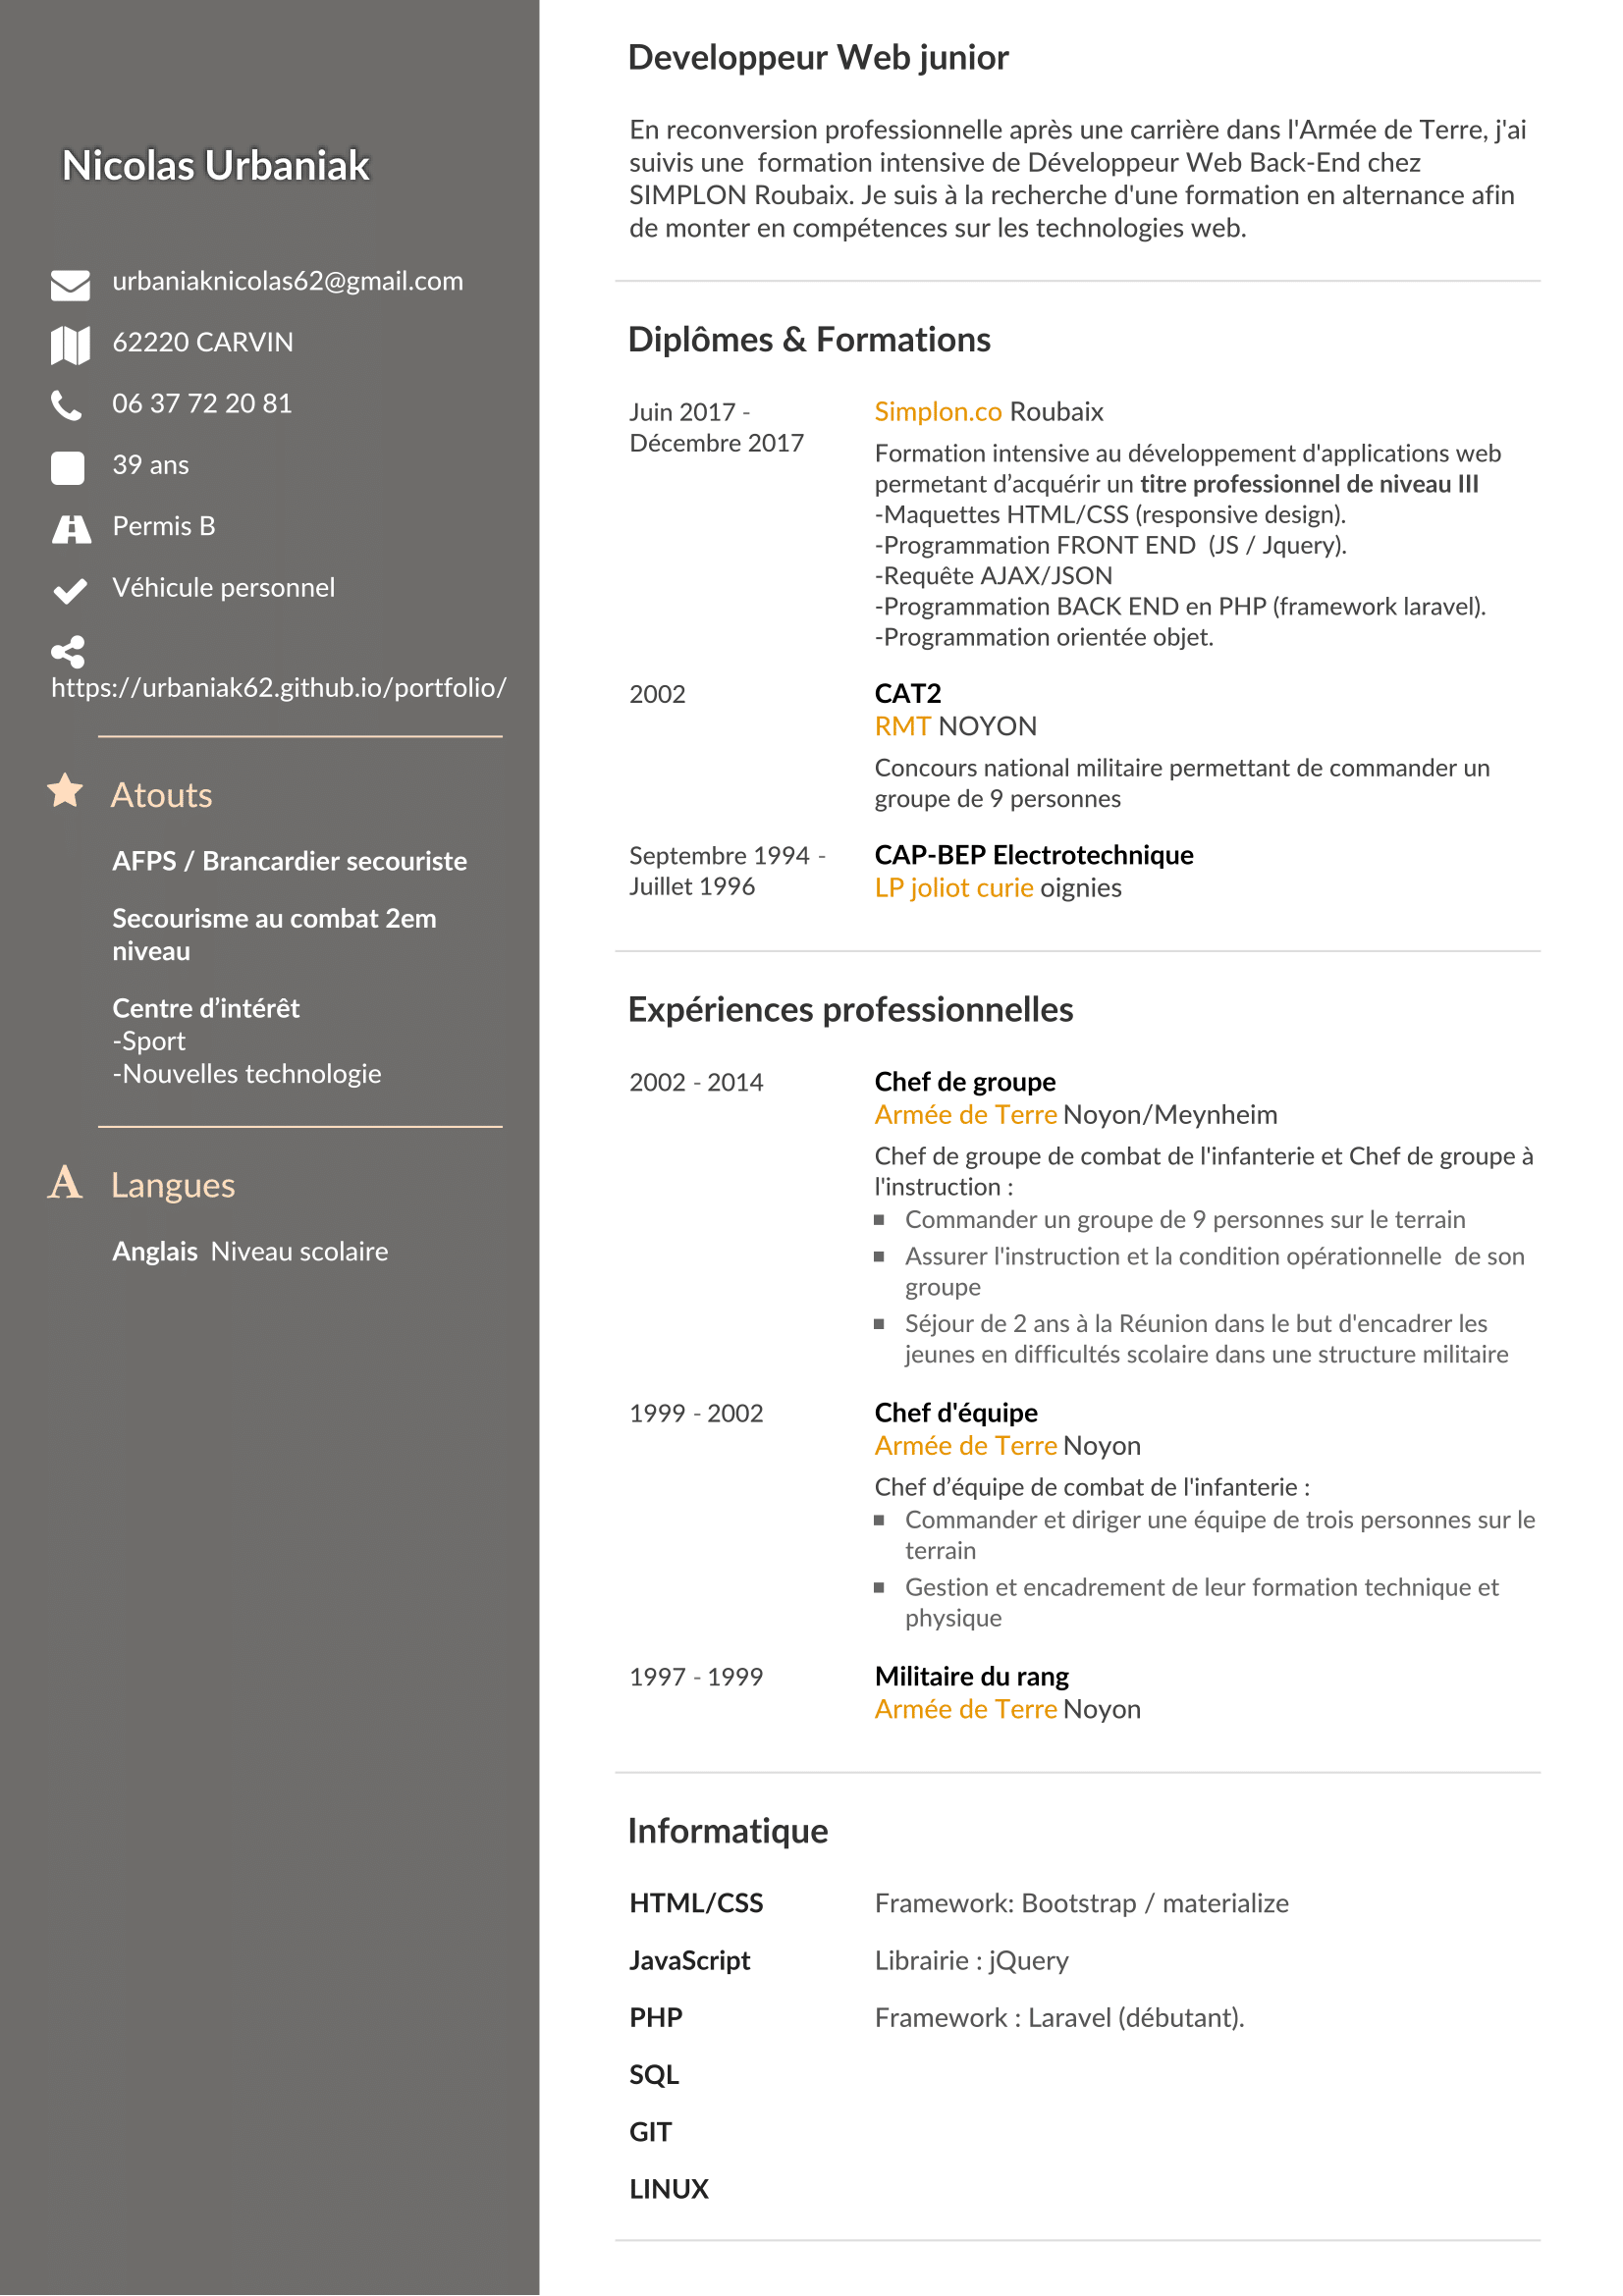 Nicolas Urbaniak
urbaniaknicolas62@gmail.com
62220 CARVIN
06 37 72 20 81
39 ans
Permis B
Véhicule personnel
https://urbaniak62.github.io/portfolio/
Atouts
AFPS / Brancardier secouriste
Secourisme au combat 2em
niveau
Centre d’intérêt
-Sport
-Nouvelles technologie
Langues
Anglais  Niveau scolaire
Developpeur Web junior
En reconversion professionnelle après une carrière dans l'Armée de Terre, j'ai
suivis une  formation intensive de Développeur Web Back-End chez
SIMPLON Roubaix. Je suis à la recherche d'une formation en alternance afin
de monter en compétences sur les technologies web.
Diplômes & Formations
Juin 2017 -
Décembre 2017
Simplon.co Roubaix
Formation intensive au développement d'applications web
permetant d’acquérir un titre professionnel de niveau III
-Maquettes HTML/CSS (responsive design).
-Programmation FRONT END  (JS / Jquery).
-Requête AJAX/JSON
-Programmation BACK END en PHP (framework laravel).
-Programmation orientée objet.
2002
CAT2
RMT NOYON
Concours national militaire permettant de commander un
groupe de 9 personnes
Septembre 1994 -
Juillet 1996
CAP-BEP Electrotechnique
LP joliot curie oignies
Expériences professionnelles
2002 - 2014
Chef de groupe
Armée de Terre Noyon/Meynheim
Chef de groupe de combat de l'infanterie et Chef de groupe à
l'instruction :
▪ Commander un groupe de 9 personnes sur le terrain
▪ Assurer l'instruction et la condition opérationnelle  de son
groupe
▪ Séjour de 2 ans à la Réunion dans le but d'encadrer les
jeunes en difficultés scolaire dans une structure militaire
1999 - 2002
Chef d'équipe
Armée de Terre Noyon
Chef d’équipe de combat de l'infanterie :
▪ Commander et diriger une équipe de trois personnes sur le
terrain
▪ Gestion et encadrement de leur formation technique et
physique
1997 - 1999
Militaire du rang
Armée de Terre Noyon
Informatique
HTML/CSS Framework: Bootstrap / materialize
JavaScript Librairie : jQuery
PHP Framework : Laravel (débutant).
SQL
GIT
LINUX